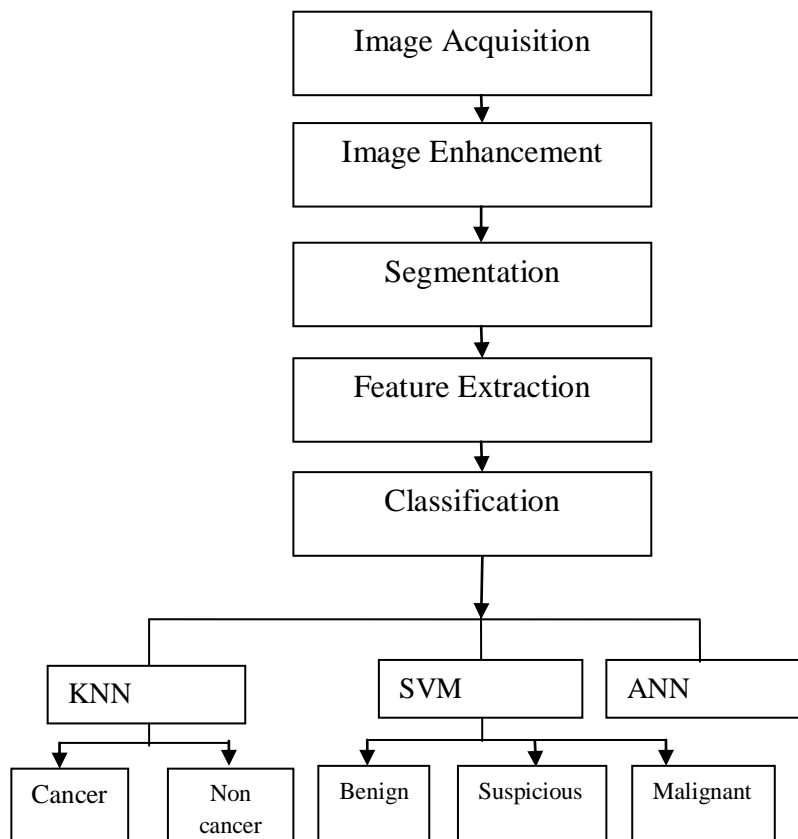 Image Acquisition
Image Enhancement
Segmentation
Feature Extraction
Classification
KNN
SVM
ANN
Cancer
Non
cancer
Benign
Suspicious
Malignant